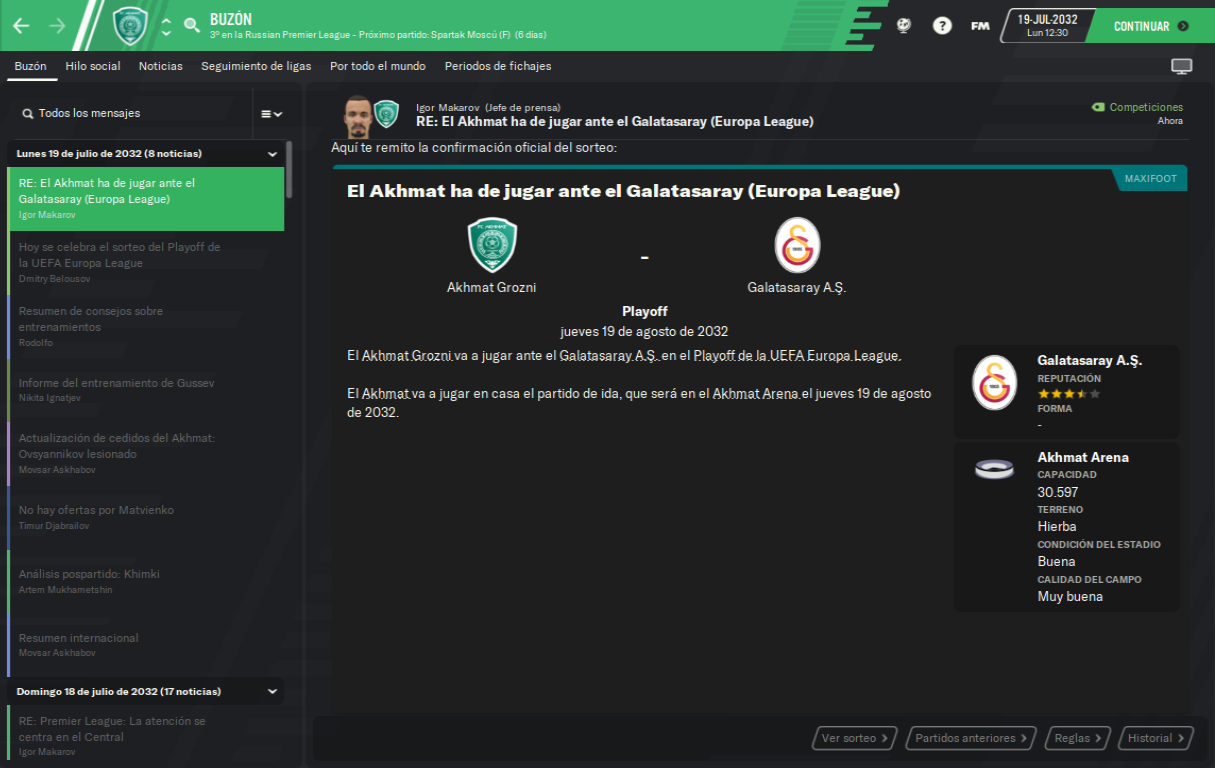 BUZÓN
3º en la Russian Premier League - Próximo partido: Spartak Moscú (F) (6 días)
?
FM
19-JUL-2032
Lun 12:30
CONTINUAR
Buzón
Hilo social
Noticias
Seguimiento de ligas
Por todo el mundo
Periodos de fichajes
Todos los mensajes
Lunes 19 de julio de 2032 (8 noticias)
RE: El Akhmat ha de jugar ante el
Galatasaray (Europa League)
Igor Makarov
Hoy se celebra el sorteo del Playoff de
la UEFA Europa League
Dmitry Belousov
Resumen de consejos sobre
entrenamientos
Rodolfo
Informe del entrenamiento de Gussev
Nikita Ignatjev
Actualización de cedidos del Akhmat:
Ovsyannikov lesionado
Movsar Askhabov
No hay ofertas por Matvienko
Timur Djabrailov
Análisis pospartido: Khimki
Artem Mukhametshin
Resumen internacional
Movsar Askhabov
Domingo 18 de julio de 2032 (17 noticias)
RE: Premier League: La atención se
centra en el Central
Igor Makarov
Igor Makarov (Jefe de prensa)
RE: El Akhmat ha de jugar ante el Galatasaray (Europa League)
Competiciones
Ahora
Aquí te remito la confirmación oficial del sorteo:
MAXIFOOT
El Akhmat ha de jugar ante el Galatasaray (Europa League)
-
Akhmat Grozni
Galatasaray A.Ş.
Playoff
jueves 19 de agosto de 2032
El Akhmat Grozni va a jugar ante el Galatasaray A.Ş. en el Playoff de la UEFA Europa League.
El Akhmat va a jugar en casa el partido de ida, que será en el Akhmat Arena el jueves 19 de agosto
de 2032.
Galatasaray A.Ş.
REPUTACIÓN
FORMA
-
Akhmat Arena
CAPACIDAD
30.597
TERRENO
Hierba
CONDICIÓN DEL ESTADIO
Buena
CALIDAD DEL CAMPO
Muy buena
Ver sorteo
Partidos anteriores
Reglas
Historial